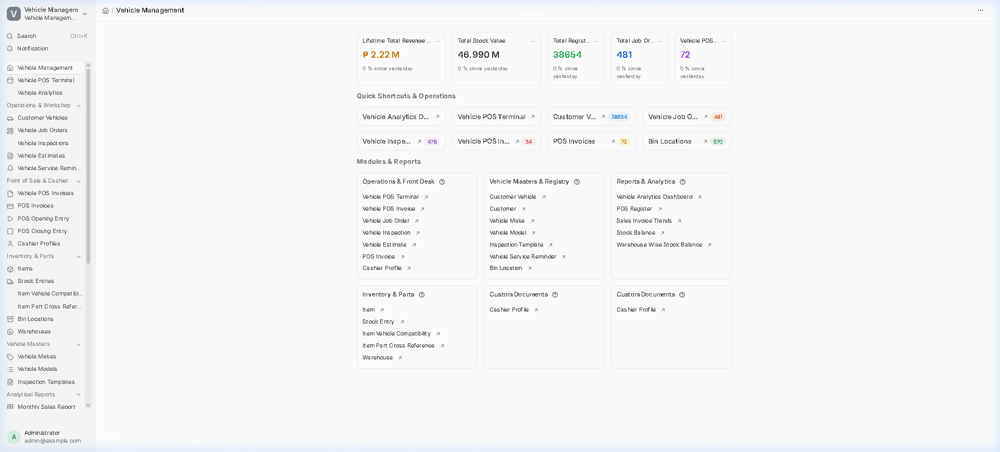 V
Vehicle Managem
Vehicle Managem...
Search Ctrl+K
Notification
Vehicle Management
Vehicle POS Terminal
Vehicle Analytics
Operations & Workshop
Customer Vehicles
Vehicle Job Orders
Vehicle Inspections
Vehicle Estimates
Vehicle Service Remin...
Point of Sale & Cashier
Vehicle POS Invoices
POS Invoices
POS Opening Entry
POS Closing Entry
Cashier Profiles
Inventory & Parts
Items
Stock Entries
Item Vehicle Compatibi...
Item Part Cross Refer...
Bin Locations
Warehouses
Vehicle Masters
Vehicle Makes
Vehicle Models
Inspection Templates
Analytical Reports
Monthly Sales Report
A
Administrator
admin@example.com
/ Vehicle Management
Lifetime Total Revenue ...
₱ 2.22 M
0 % since yesterday
Total Stock Value
46.990 M
0 % since yesterday
Total Regist...
38654
0 % since
yesterday
Total Job Or...
481
0 % since
yesterday
Vehicle POS...
72
0 % since
yesterday
Quick Shortcuts & Operations
Vehicle Analytics D...
Vehicle POS Terminal
Customer V... 38654
Vehicle Job O... 481
Vehicle Inspe... 476
Vehicle POS In... 34
POS Invoices 72
Bin Locations 570
Modules & Reports
Operations & Front Desk
Vehicle POS Terminal
Vehicle POS Invoice
Vehicle Job Order
Vehicle Inspection
Vehicle Estimate
POS Invoice
Cashier Profile
Vehicle Masters & Registry
Customer Vehicle
Customer
Vehicle Make
Vehicle Model
Inspection Template
Vehicle Service Reminder
Bin Location
Reports & Analytics
Vehicle Analytics Dashboard
POS Register
Sales Invoice Trends
Stock Balance
Warehouse Wise Stock Balance
Inventory & Parts
Item
Stock Entry
Item Vehicle Compatibility
Item Part Cross Reference
Warehouse
Custom Documents
Cashier Profile
Custom Documents
Cashier Profile